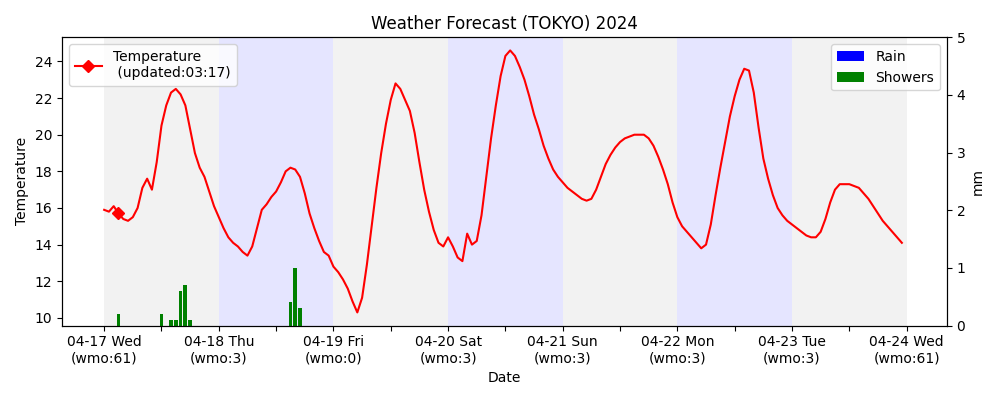 Weather Forecast (TOKYO) 2024
Temperature
(updated:03:17)
Rain
Showers
Temperature
24
22
20
18
16
14
12
10
5
4
3
2
1
0
mm
04-17 Wed
(wmo:61)
04-18 Thu
(wmo:3)
04-19 Fri
(wmo:0)
04-20 Sat
(wmo:3)
04-21 Sun
(wmo:3)
04-22 Mon
(wmo:3)
04-23 Tue
(wmo:3)
04-24 Wed
(wmo:61)
Date